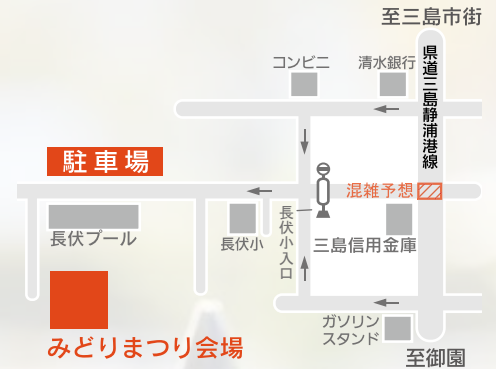 至三島市街
コンビニ
清水銀行
県道三島静浦港線
駐車場
混雑予想
長伏プール
長伏小
長伏小入口
三島信用金庫
ガソリン
スタンド
みどりまつり会場
至御園